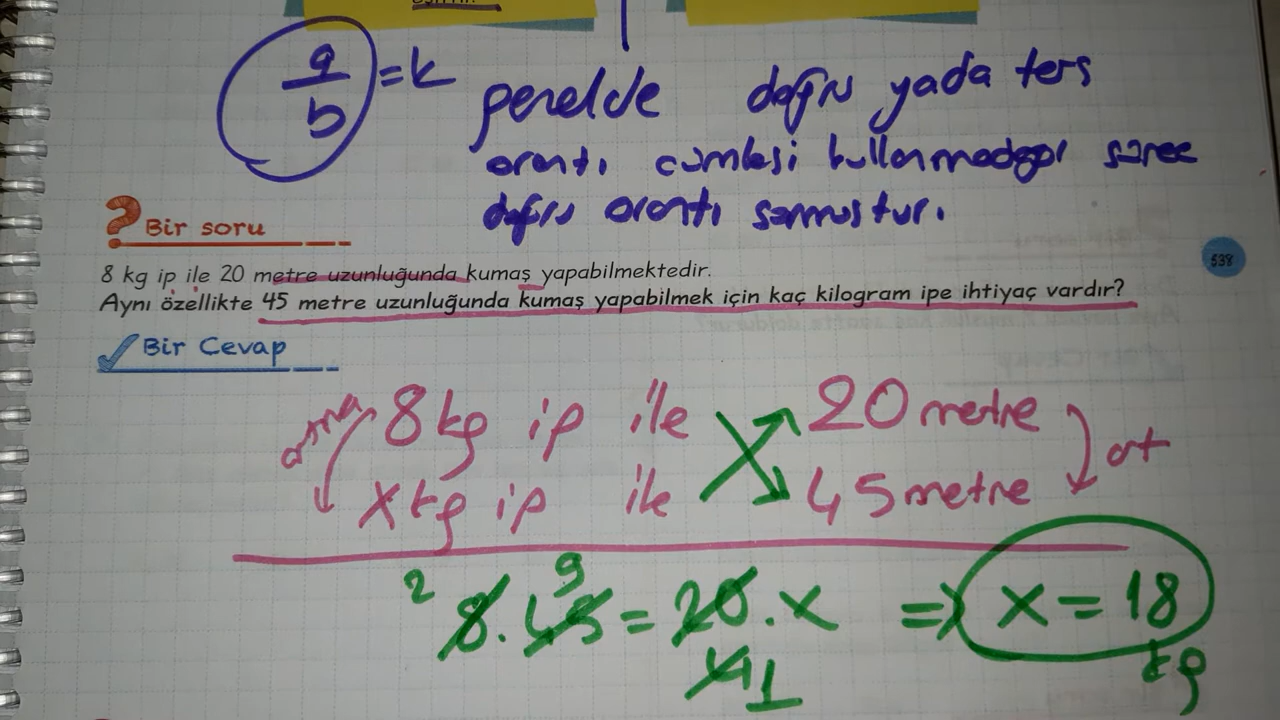 a/b = k
genelde doğru yada ters
orantı cümlesi kullanmadığı sürece
doğru orantı sormuştur.
? Bir soru
538
8 kg ip ile 20 metre uzunluğunda kumaş yapabilmektedir.
Aynı özellikte 45 metre uzunluğunda kumaş yapabilmek için kaç kilogram ipe ihtiyaç vardır?
Bir Cevap
artma 8 kg ip ile 20 metre art
x kg ip ile 45 metre
2 9
8 . 45 = 20 . x => x = 18
4 1 kg